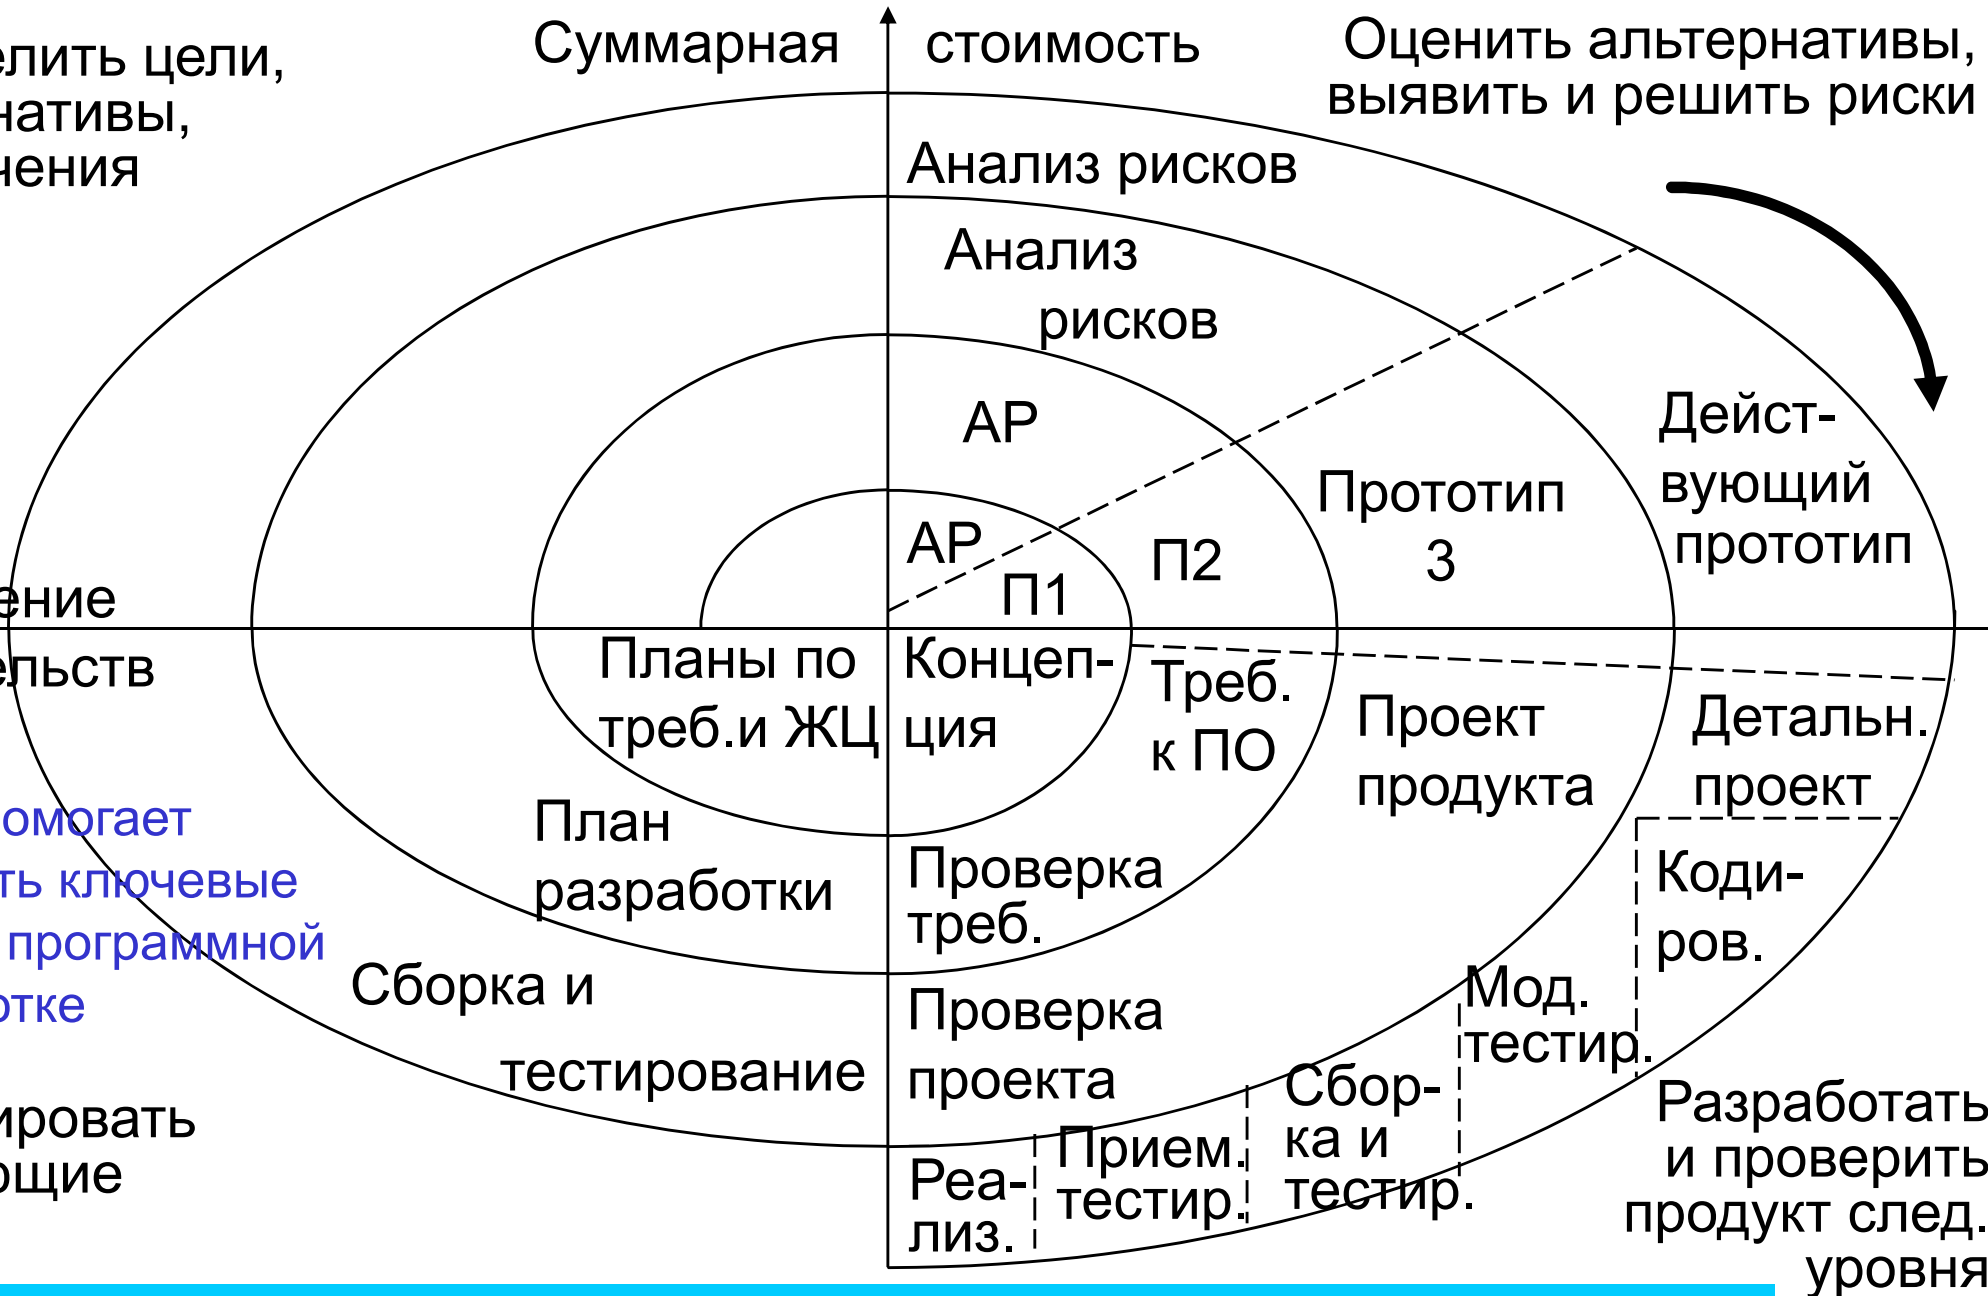 елить цели,
нативы,
чения
Суммарная стоимость
Оценить альтернативы,
выявить и решить риски
Анализ рисков
Анализ
рисков
АР
АР
П1
П2
Прототип
3
Дейст-
вующий
прототип
ение
ельств
Планы по
треб.и ЖЦ
Концеп-
ция
Треб.
к ПО
Проект
продукта
Детальн.
проект
омогает
ть ключевые
программной
отке
План
разработки
Проверка
треб.
Коди-
ров.
Сборка и
тестирование
Проверка
проекта
Мод.
тестир.
Сбор-
ка и
тестир.
Прием.
тестир.
Реа-
лиз.
ировать
ющие
Разработать
и проверить
продукт след.
уровня